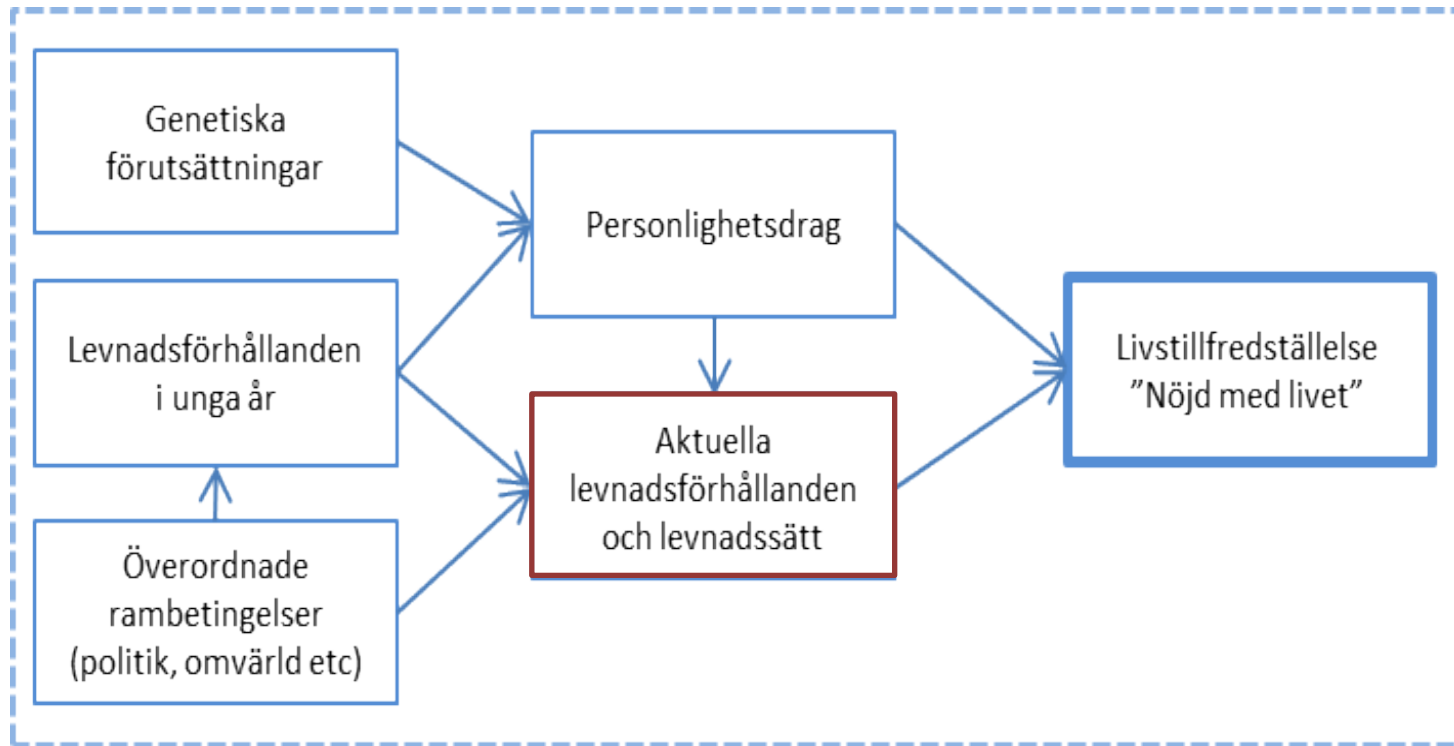 Genetiska
förutsättningar
Personlighetsdrag
Levnadsförhållanden
i unga år
Livstillfredställelse
”Nöjd med livet”
Aktuella
levnadsförhållanden
och levnadssätt
Överordnade
rambetingelser
(politik, omvärld etc)